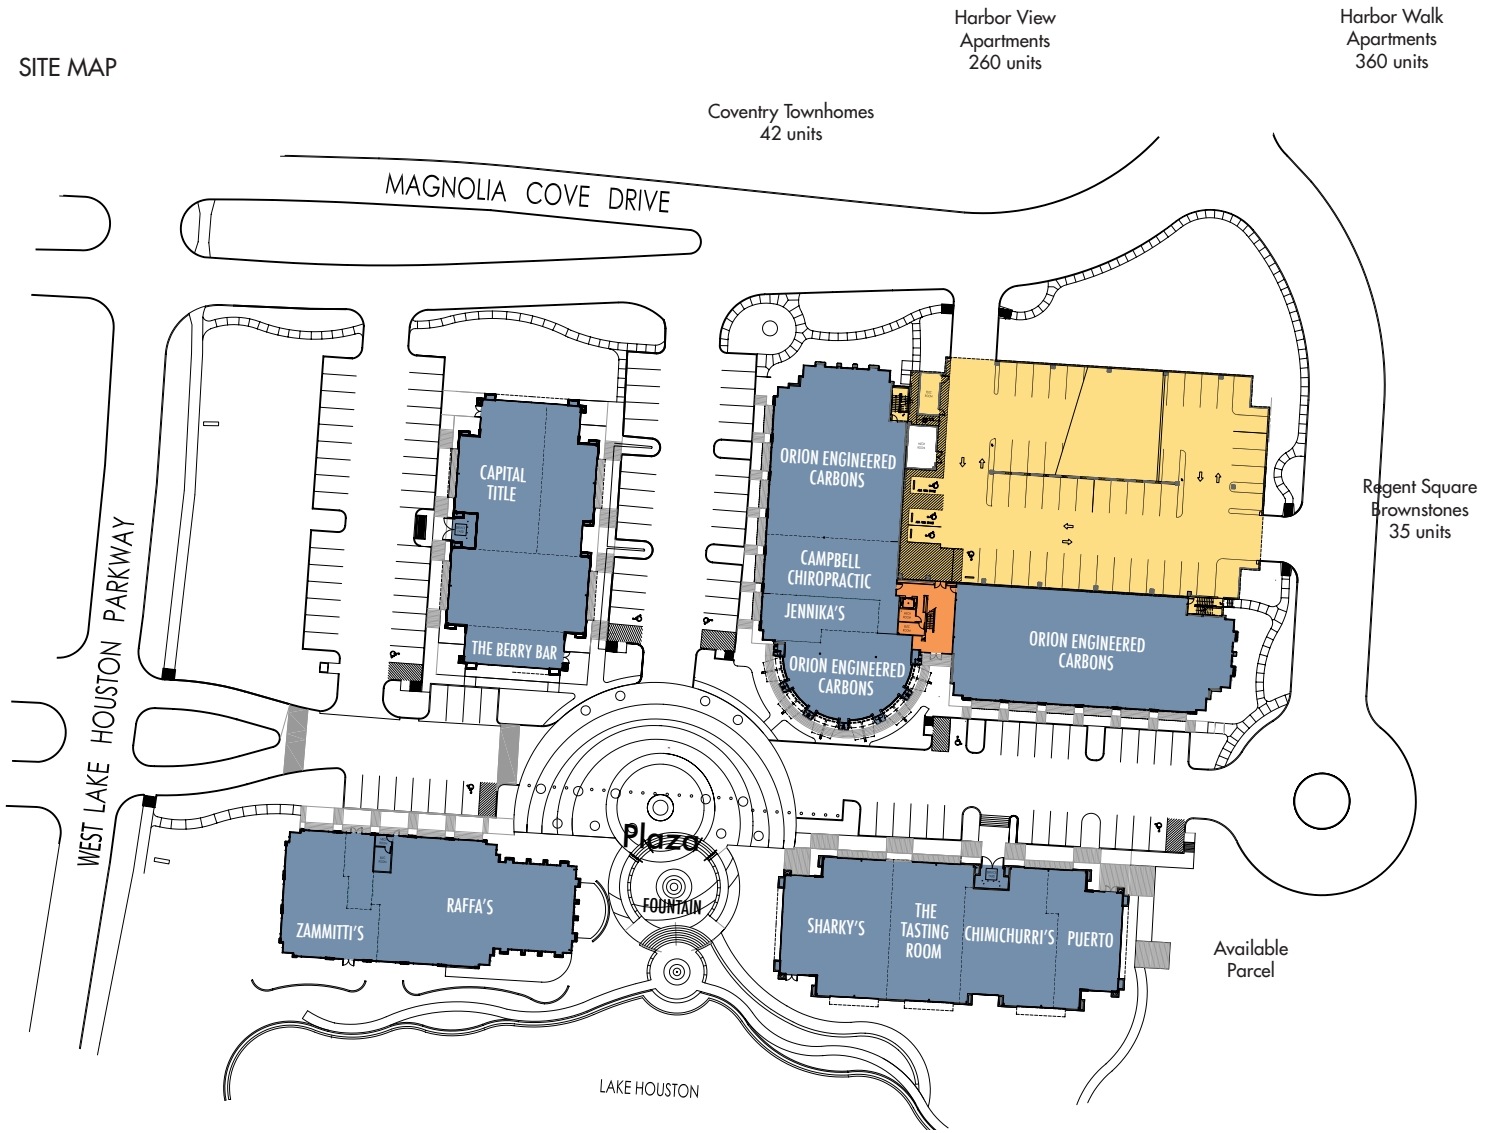 Harbor View
Apartments
260 units
Harbor Walk
Apartments
360 units
SITE MAP
Coventry Townhomes
42 units
MAGNOLIA COVE DRIVE
ORION ENGINEERED
CARBONS
CAPITAL
TITLE
Regent Square
Brownstones
35 units
WEST LAKE HOUSTON PARKWAY
CAMPBELL
CHIROPRACTIC
JENNIKA'S
THE BERRY BAR
ORION ENGINEERED
CARBONS
ORION ENGINEERED
CARBONS
Plaza
FOUNTAIN
RAFFA'S
ZAMMITTI'S
SHARKY'S
THE
TASTING
ROOM
CHIMICHURRI'S
PUERTO
Available
Parcel
LAKE HOUSTON